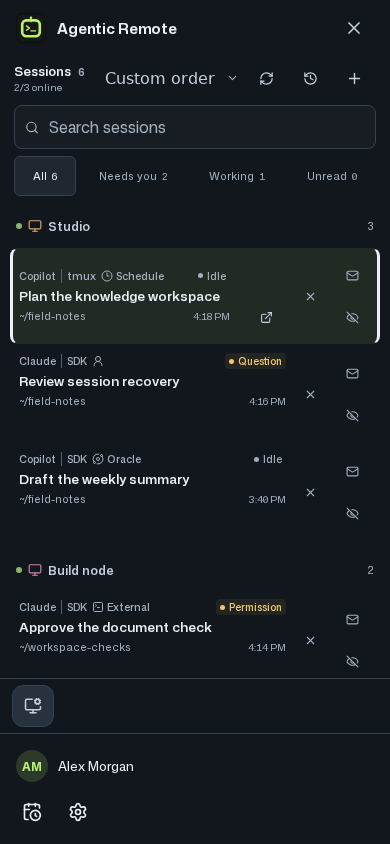 Agentic Remote
Sessions 6
2/3 online
Custom order
Search sessions
All 6
Needs you 2
Working 1
Unread 0
Studio 3
Copilot | tmux Schedule Idle
Plan the knowledge workspace
~/field-notes 4:18 PM
Claude | SDK Question
Review session recovery
~/field-notes 4:16 PM
Copilot | SDK Oracle Idle
Draft the weekly summary
~/field-notes 3:40 PM
Build node 2
Claude | SDK External Permission
Approve the document check
~/workspace-checks 4:14 PM
AM Alex Morgan